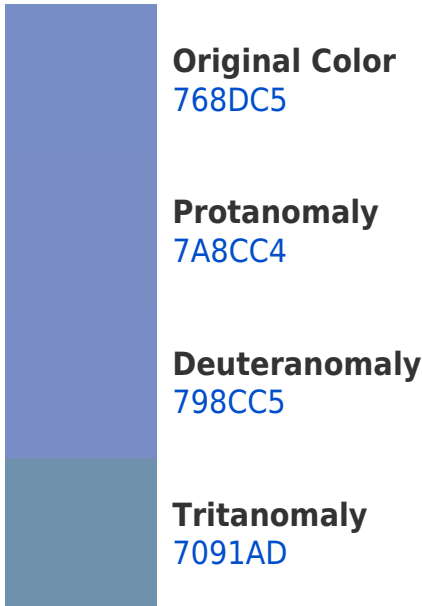 Original Color
768DC5
Protanomaly
7A8CC4
Deuteranomaly
798CC5
Tritanomaly
7091AD